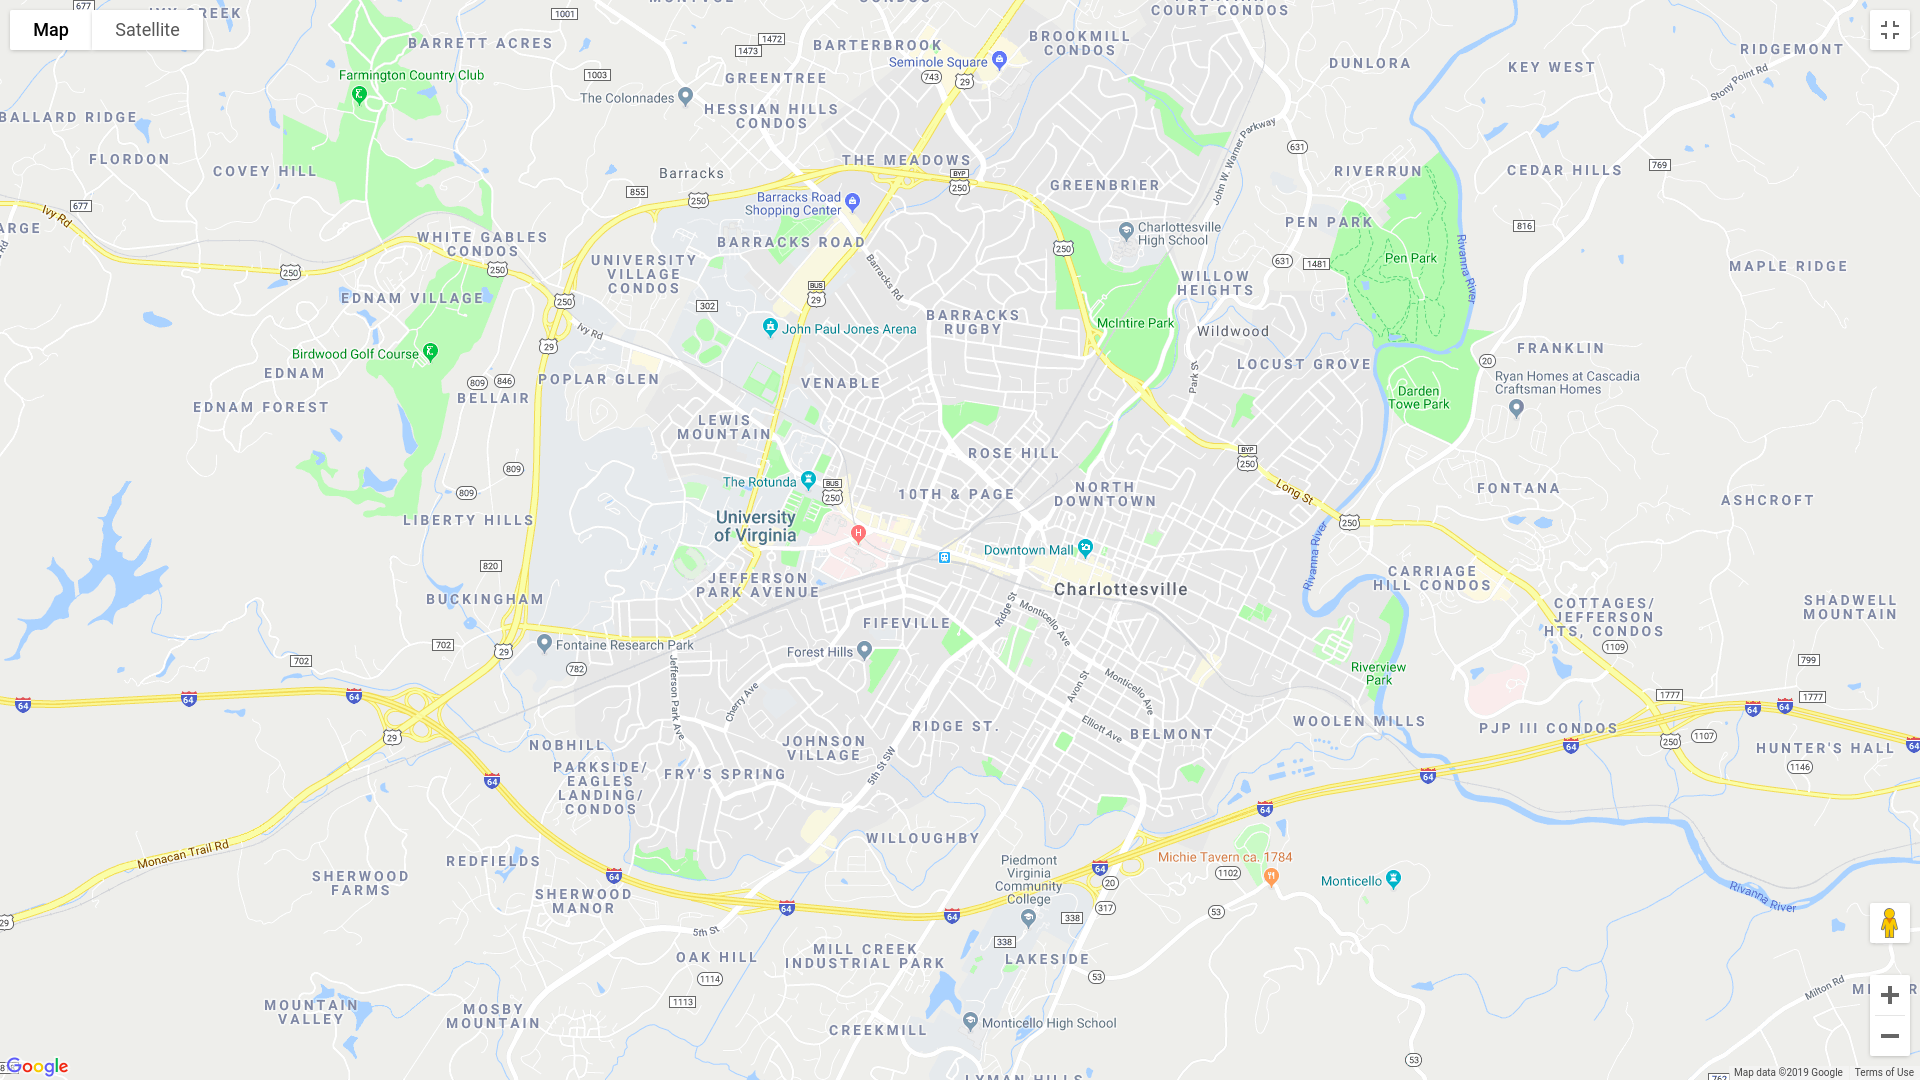 Map
Satellite
BARRETT ACRES
Farmington Country Club
BALLARD RIDGE
FLORDON
COVEY HILL
Ivy Rd
WHITE GABLES
CONDOS
EDNAM VILLAGE
Birdwood Golf Course
EDNAM
EDNAM FOREST
BELLAIR
LIBERTY HILLS
BUCKINGHAM
1001
1472
1473
1003
BARTERBROOK
Seminole Square
GREENTREE
The Colonnades
HESSIAN HILLS
CONDOS
THE MEADOWS
Barracks
Barracks Road
Shopping Center
BARRACKS ROAD
UNIVERSITY
VILLAGE
CONDOS
Barracks Rd
Ivy Rd
John Paul Jones Arena
BARRACKS
RUGBY
POPLAR GLEN
VENABLE
LEWIS
MOUNTAIN
ROSE HILL
The Rotunda
10TH & PAGE
University
of Virginia
JEFFERSON
PARK AVENUE
COURT CONDOS
BROOKMILL
CONDOS
GREENBRIER
John W. Warner Parkway
Charlottesville
High School
WILLOW
HEIGHTS
McIntire Park
Wildwood
LOCUST GROVE
Park St
NORTH
DOWNTOWN
Downtown Mall
Charlottesville
Long St
DUNLORA
KEY WEST
RIDGEMONT
Stony Point Rd
RIVERRUN
CEDAR HILLS
PEN PARK
Pen Park
Rivanna River
MAPLE RIDGE
FRANKLIN
Ryan Homes at Cascadia
Craftsman Homes
Darden
Towe Park
FONTANA
ASHCROFT
Rivanna River
CARRIAGE
HILL CONDOS
COTTAGES/
JEFFERSON
HTS, CONDOS
SHADWELL
MOUNTAIN
Riverview
Park
WOOLEN MILLS
PJP III CONDOS
HUNTER'S HALL
Fontaine Research Park
FIFEVILLE
Forest Hills
Ridge St
Monticello Ave
Cherry Ave
Jefferson Park Ave
Avon St
Monticello Ave
Elliott Ave
RIDGE ST.
BELMONT
JOHNSON
VILLAGE
NOBHILL
PARKSIDE/
EAGLES
LANDING/
CONDOS
FRY'S SPRING
5th St SW
WILLOUGHBY
Monacan Trail Rd
SHERWOOD
FARMS
REDFIELDS
SHERWOOD
MANOR
5th St
OAK HILL
MILL CREEK
INDUSTRIAL PARK
Piedmont
Virginia
Community
College
Michie Tavern ca. 1784
Monticello
Rivanna River
LAKESIDE
MOUNTAIN
VALLEY
MOSBY
MOUNTAIN
CREEKMILL
Monticello High School
Milton Rd
Google
Map data ©2019 Google
Terms of Use